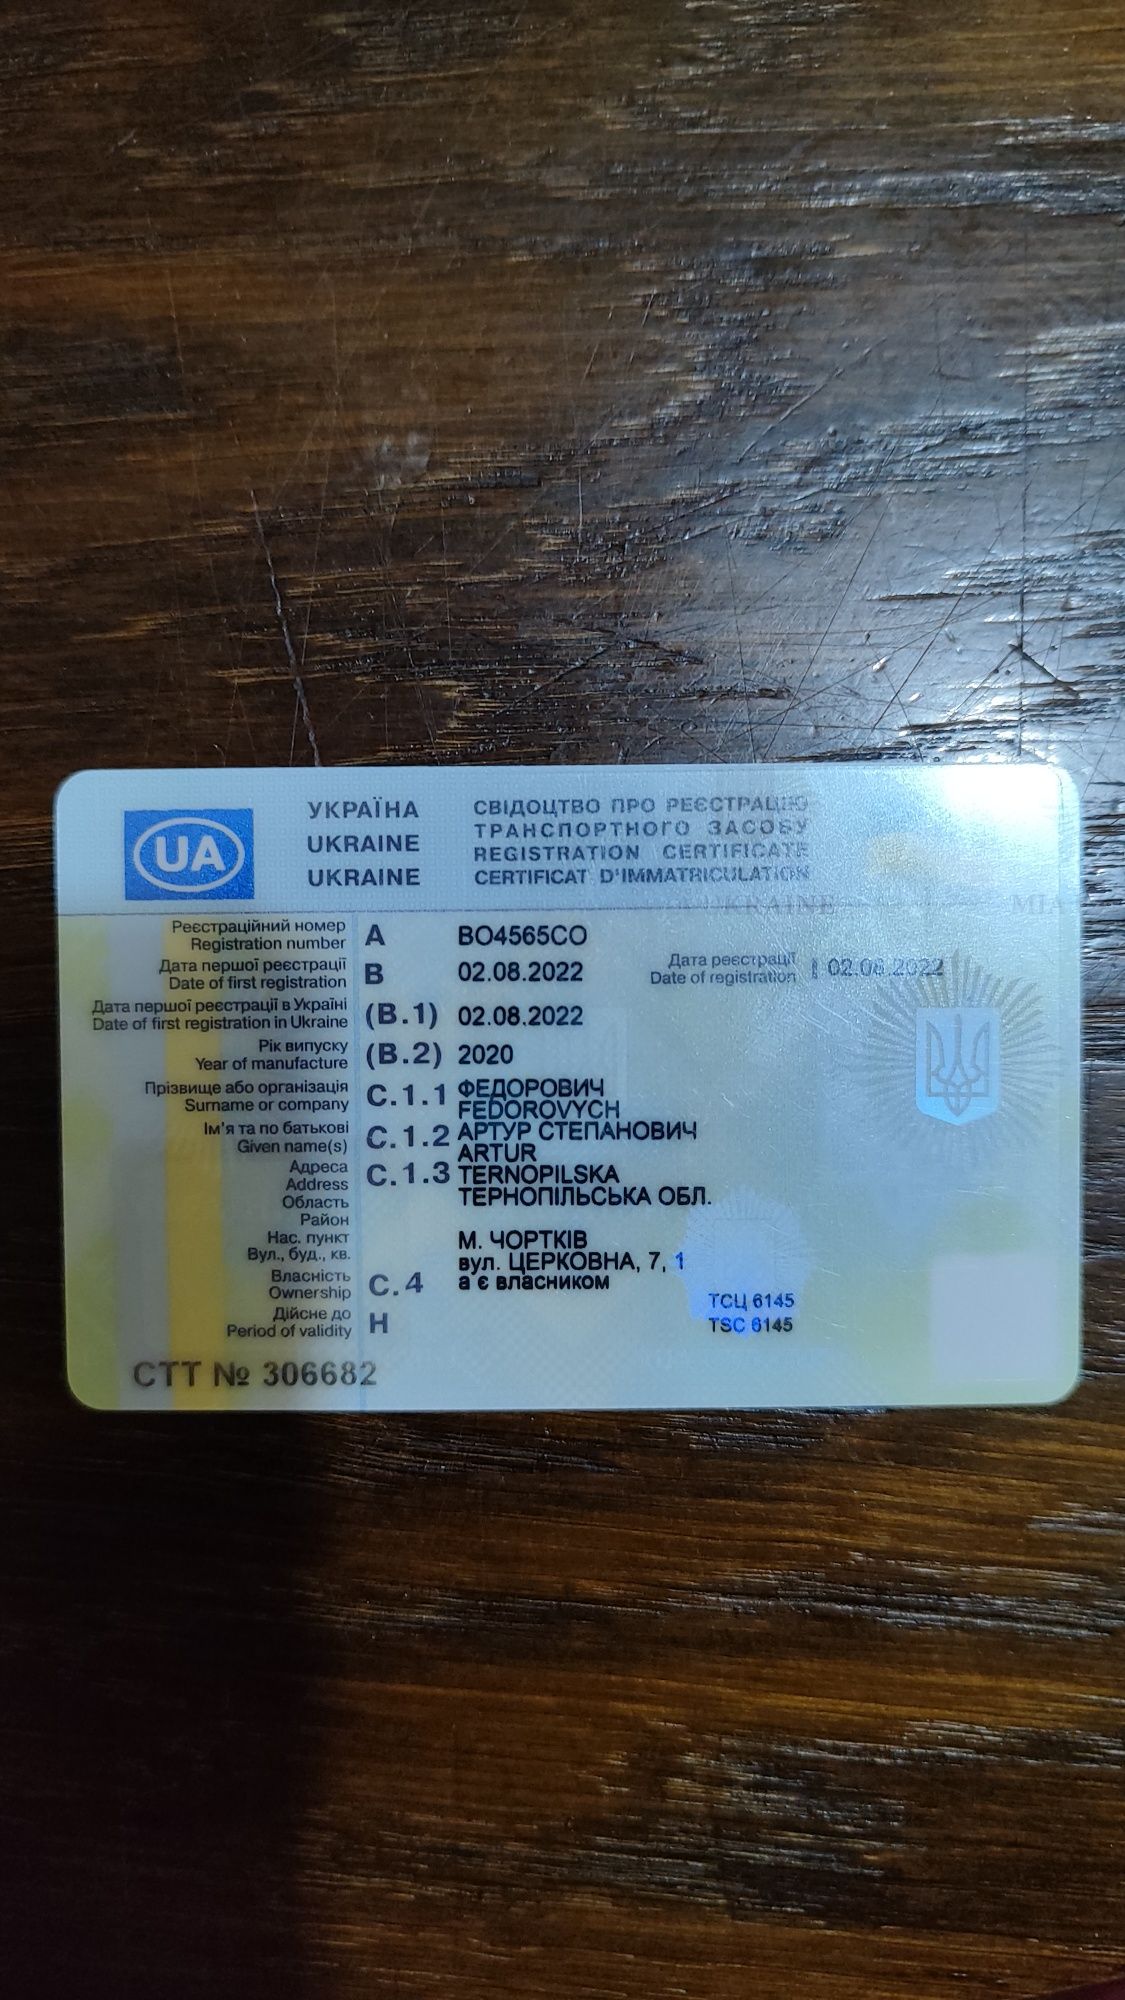 UA
УКРАЇНА
UKRAINE
UKRAINE
СВІДОЦТВО ПРО РЕЄСТРАЦІЮ
ТРАНСПОРТНОГО ЗАСОБУ
REGISTRATION CERTIFICATE
CERTIFICAT D'IMMATRICULATION
UKRAINE
MIA
Реєстраційний номер
Registration number
A BO4565CO
Дата першої реєстрації
Date of first registration
B 02.08.2022
Дата реєстрації
Date of registration
I 02.08.2022
Дата першої реєстрації в Україні
Date of first registration in Ukraine
(B.1) 02.08.2022
Рік випуску
Year of manufacture
(B.2) 2020
Прізвище або організація
Surname or company
C.1.1 ФЕДОРОВИЧ
FEDOROVYCH
Ім'я та по батькові
Given name(s)
C.1.2 АРТУР СТЕПАНОВИЧ
ARTUR
Адреса
Address
C.1.3 TERNOPILSKA
Область
ТЕРНОПІЛЬСЬКА ОБЛ.
Район
Нас. пункт
М. ЧОРТКІВ
Вул., буд., кв.
вул. ЦЕРКОВНА, 7, 1
Власність
Ownership
C.4 а є власником
Дійсне до
Period of validity
H
ТСЦ 6145
TSC 6145
СТТ № 306682